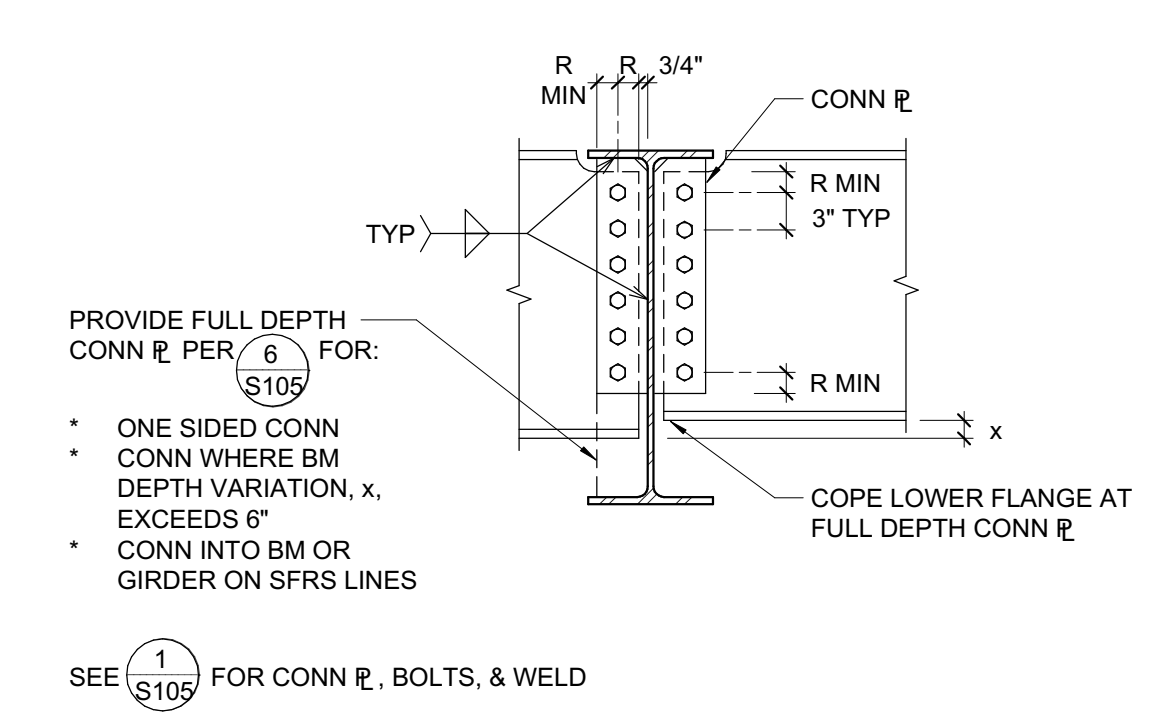 R R 3/4"
MIN
CONN ℙL
R MIN
3" TYP
TYP
PROVIDE FULL DEPTH
CONN ℙL PER 6 FOR:
S105
R MIN
* ONE SIDED CONN
* CONN WHERE BM
DEPTH VARIATION, x,
EXCEEDS 6"
* CONN INTO BM OR
GIRDER ON SFRS LINES
x
COPE LOWER FLANGE AT
FULL DEPTH CONN ℙL
SEE 1 FOR CONN ℙL, BOLTS, & WELD
S105